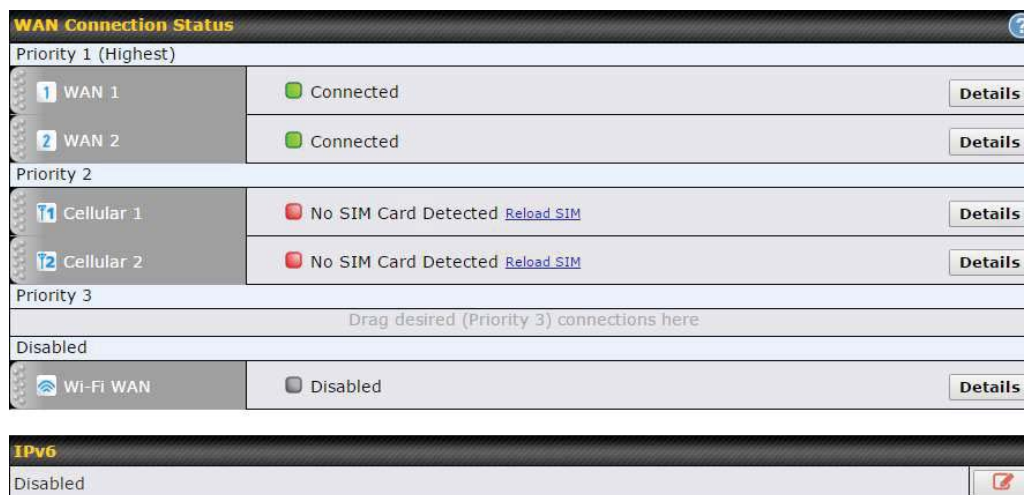 WAN Connection Status
?
Priority 1 (Highest)
1 WAN 1 Connected Details
2 WAN 2 Connected Details
Priority 2
1 Cellular 1 No SIM Card Detected Reload SIM Details
2 Cellular 2 No SIM Card Detected Reload SIM Details
Priority 3
Drag desired (Priority 3) connections here
Disabled
Wi-Fi WAN Disabled Details
IPv6
Disabled